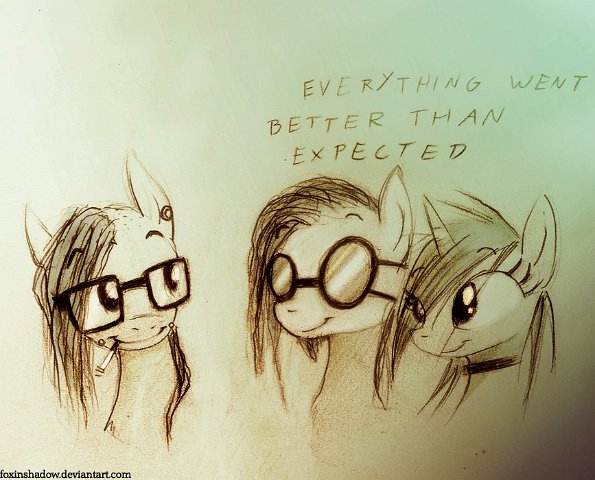 EVERYTHING WENT
BETTER THAN
EXPECTED
foxinshadow.deviantart.com